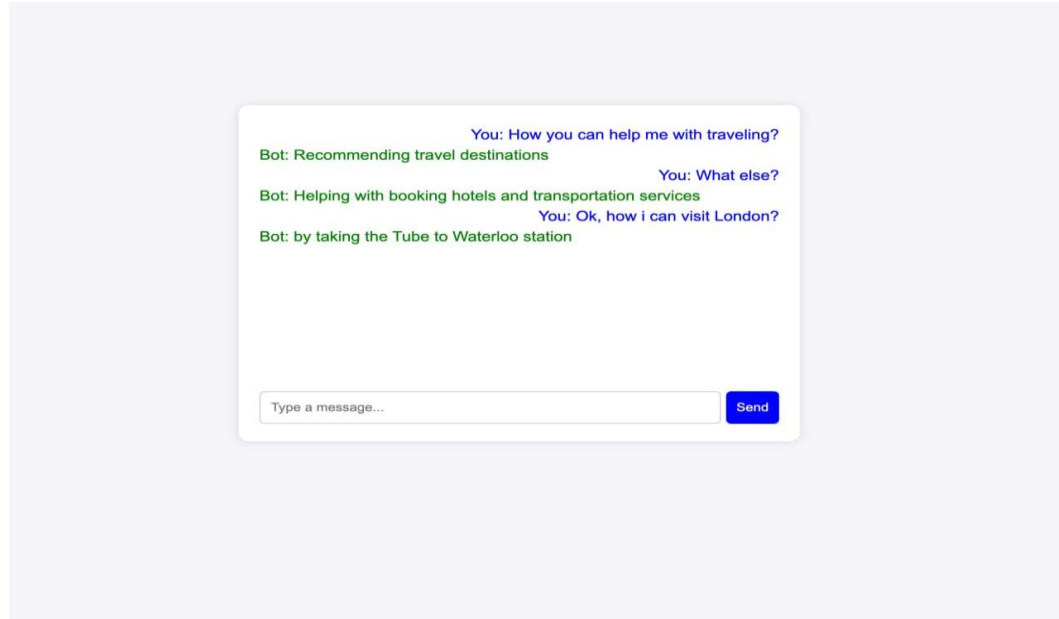 You: How you can help me with traveling?
Bot: Recommending travel destinations
You: What else?
Bot: Helping with booking hotels and transportation services
You: Ok, how i can visit London?
Bot: by taking the Tube to Waterloo station
Type a message...
Send